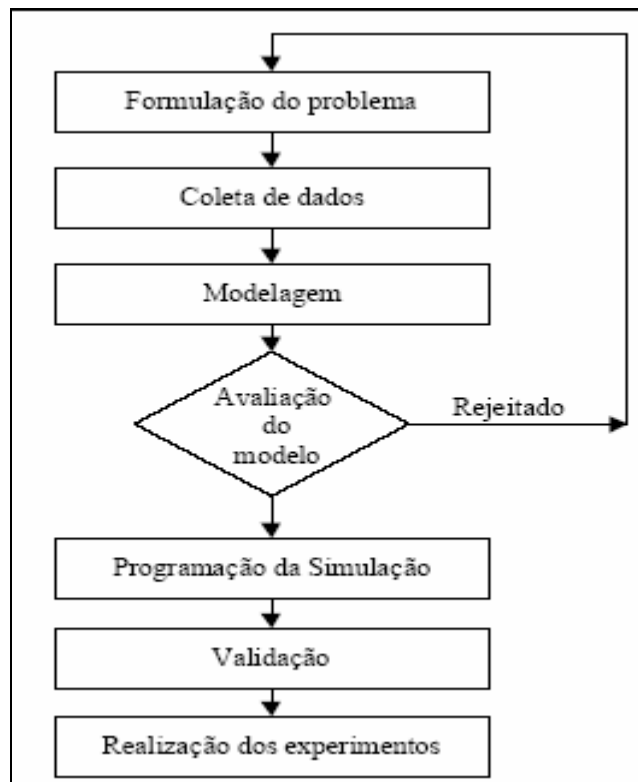 Formulação do problema
Coleta de dados
Modelagem
Avaliação
do
modelo
Rejeitado
Programação da Simulação
Validação
Realização dos experimentos